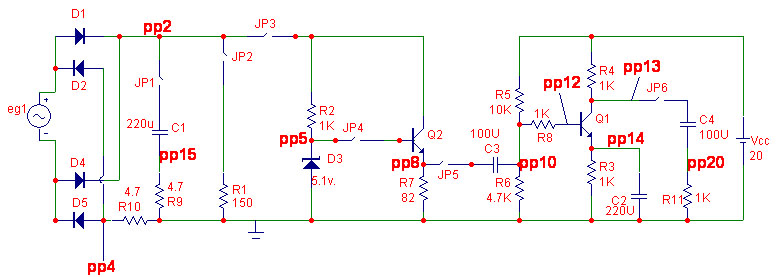 D1
pp2
JP3
D2
JP1
JP2
eg1
220u
C1
pp15
4.7
R9
R1
150
D4
D5
4.7
R10
pp4
R2
1K
pp5
JP4
D3
5.1v.
Q2
pp8
JP5
R7
82
100U
C3
R5
10K
pp10
R6
4.7K
pp12
1K
R8
R4
1K
pp13
JP6
Q1
pp14
R3
1K
C2
220U
C4
100U
pp20
R11
1K
Vcc
20